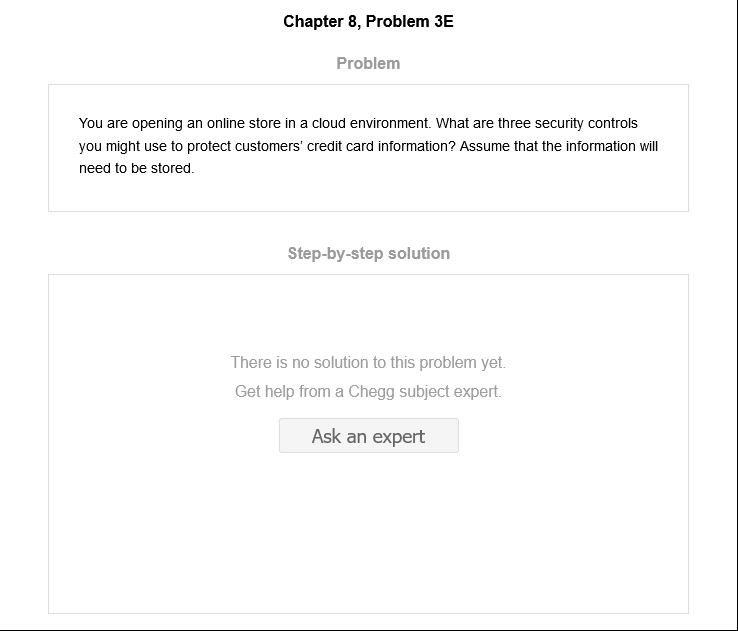 Chapter 8, Problem 3E
Problem
You are opening an online store in a cloud environment. What are three security controls
you might use to protect customers’ credit card information? Assume that the information will
need to be stored.
Step-by-step solution
There is no solution to this problem yet.
Get help from a Chegg subject expert.
Ask an expert